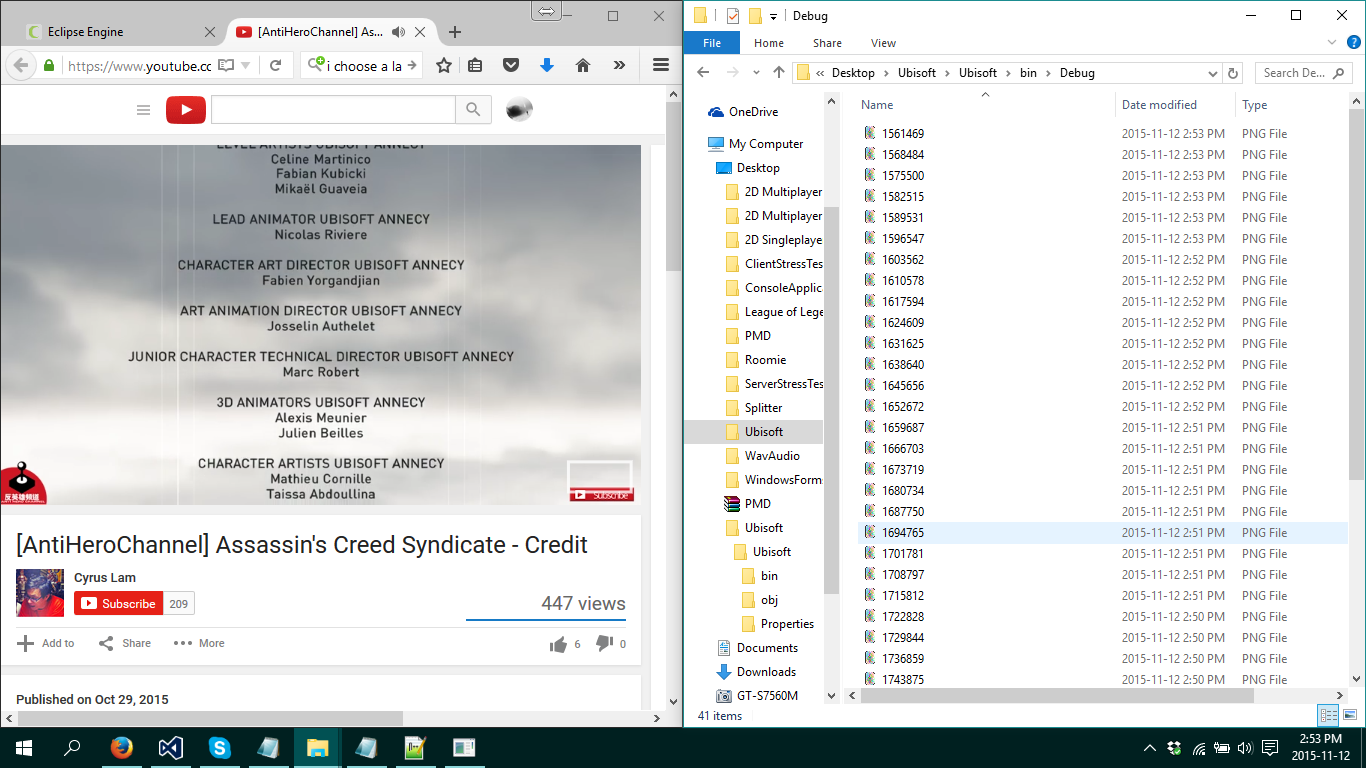 Eclipse Engine
[AntiHeroChannel] As...
https://www.youtube.cc
i choose a la
LEVEL ARTISTS UBISOFT ANNECY
Celine Martinico
Fabian Kubicki
Mikaël Guaveia
LEAD ANIMATOR UBISOFT ANNECY
Nicolas Riviere
CHARACTER ART DIRECTOR UBISOFT ANNECY
Fabien Yorgandjian
ART ANIMATION DIRECTOR UBISOFT ANNECY
Josselin Authelet
JUNIOR CHARACTER TECHNICAL DIRECTOR UBISOFT ANNECY
Marc Robert
3D ANIMATORS UBISOFT ANNECY
Alexis Meunier
Julien Beilles
CHARACTER ARTISTS UBISOFT ANNECY
Mathieu Cornille
Taissa Abdoullina
反英雄頻道
Subscribe
[AntiHeroChannel] Assassin's Creed Syndicate - Credit
Cyrus Lam
Subscribe 209
447 views
Add to Share More 6 0
Published on Oct 29, 2015
Debug
File Home Share View
« Desktop › Ubisoft › Ubisoft › bin › Debug
Search De...
OneDrive
My Computer
Desktop
2D Multiplayer
2D Multiplayer
2D Singleplaye
ClientStressTes
ConsoleApplic
League of Lege
PMD
Roomie
ServerStressTes
Splitter
Ubisoft
WavAudio
WindowsForm
PMD
Ubisoft
Ubisoft
bin
obj
Properties
Documents
Downloads
GT-S7560M
Name Date modified Type
1561469 2015-11-12 2:53 PM PNG File
1568484 2015-11-12 2:53 PM PNG File
1575500 2015-11-12 2:53 PM PNG File
1582515 2015-11-12 2:53 PM PNG File
1589531 2015-11-12 2:53 PM PNG File
1596547 2015-11-12 2:53 PM PNG File
1603562 2015-11-12 2:52 PM PNG File
1610578 2015-11-12 2:52 PM PNG File
1617594 2015-11-12 2:52 PM PNG File
1624609 2015-11-12 2:52 PM PNG File
1631625 2015-11-12 2:52 PM PNG File
1638640 2015-11-12 2:52 PM PNG File
1645656 2015-11-12 2:52 PM PNG File
1652672 2015-11-12 2:52 PM PNG File
1659687 2015-11-12 2:51 PM PNG File
1666703 2015-11-12 2:51 PM PNG File
1673719 2015-11-12 2:51 PM PNG File
1680734 2015-11-12 2:51 PM PNG File
1687750 2015-11-12 2:51 PM PNG File
1694765 2015-11-12 2:51 PM PNG File
1701781 2015-11-12 2:51 PM PNG File
1708797 2015-11-12 2:51 PM PNG File
1715812 2015-11-12 2:51 PM PNG File
1722828 2015-11-12 2:50 PM PNG File
1729844 2015-11-12 2:50 PM PNG File
1736859 2015-11-12 2:50 PM PNG File
1743875 2015-11-12 2:50 PM PNG File
41 items
2:53 PM
2015-11-12